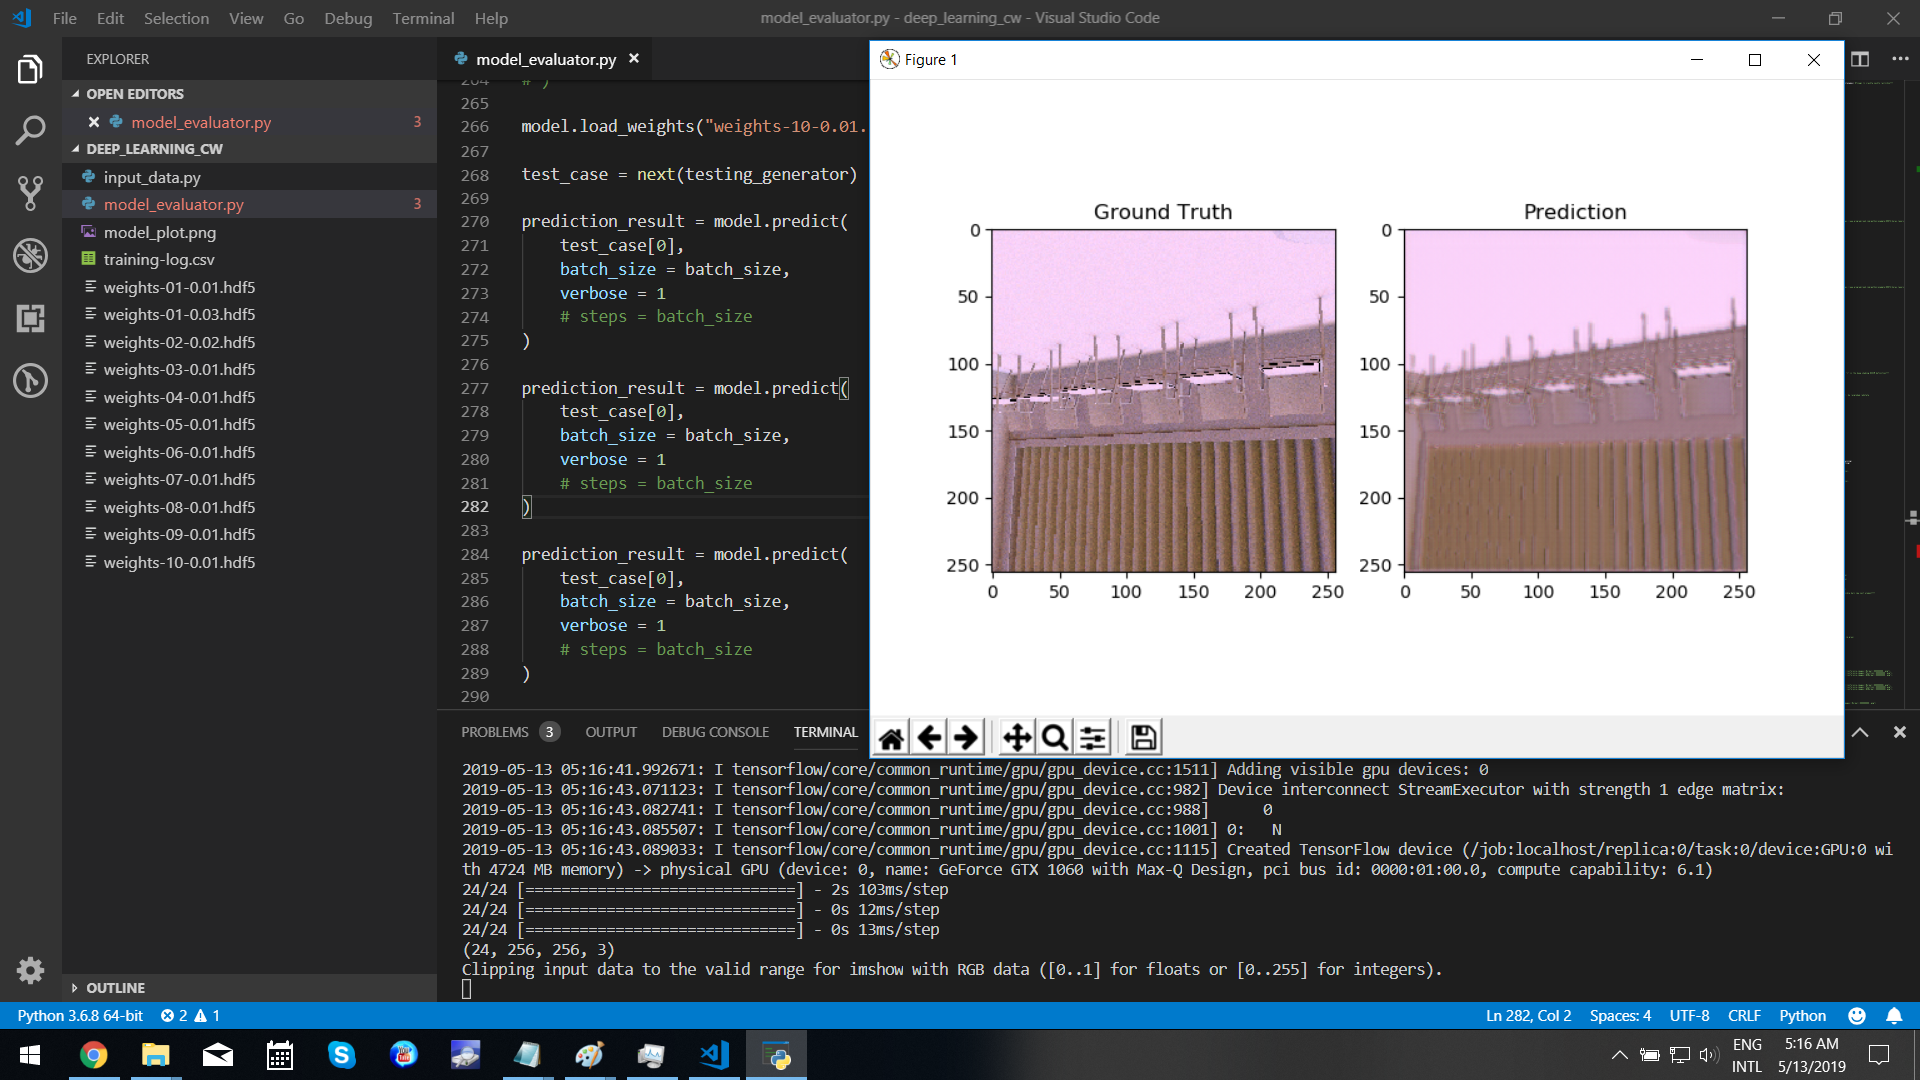 File Edit Selection View Go Debug Terminal Help
model_evaluator.py - deep_learning_cw - Visual Studio Code
EXPLORER
OPEN EDITORS
model_evaluator.py 3
DEEP_LEARNING_CW
input_data.py
model_evaluator.py 3
model_plot.png
training-log.csv
weights-01-0.01.hdf5
weights-01-0.03.hdf5
weights-02-0.02.hdf5
weights-03-0.01.hdf5
weights-04-0.01.hdf5
weights-05-0.01.hdf5
weights-06-0.01.hdf5
weights-07-0.01.hdf5
weights-08-0.01.hdf5
weights-09-0.01.hdf5
weights-10-0.01.hdf5
OUTLINE
model_evaluator.py
264 # )
265
266 model.load_weights("weights-10-0.01.
267
268 test_case = next(testing_generator)
269
270 prediction_result = model.predict(
271 test_case[0],
272 batch_size = batch_size,
273 verbose = 1
274 # steps = batch_size
275 )
276
277 prediction_result = model.predict(
278 test_case[0],
279 batch_size = batch_size,
280 verbose = 1
281 # steps = batch_size
282 )
283
284 prediction_result = model.predict(
285 test_case[0],
286 batch_size = batch_size,
287 verbose = 1
288 # steps = batch_size
289 )
290
Figure 1
Ground Truth
0
50
100
150
200
250
0 50 100 150 200 250
Prediction
0
50
100
150
200
250
0 50 100 150 200 250
PROBLEMS 3 OUTPUT DEBUG CONSOLE TERMINAL
2019-05-13 05:16:41.992671: I tensorflow/core/common_runtime/gpu/gpu_device.cc:1511] Adding visible gpu devices: 0
2019-05-13 05:16:43.071123: I tensorflow/core/common_runtime/gpu/gpu_device.cc:982] Device interconnect StreamExecutor with strength 1 edge matrix:
2019-05-13 05:16:43.082741: I tensorflow/core/common_runtime/gpu/gpu_device.cc:988] 0
2019-05-13 05:16:43.085507: I tensorflow/core/common_runtime/gpu/gpu_device.cc:1001] 0: N
2019-05-13 05:16:43.089033: I tensorflow/core/common_runtime/gpu/gpu_device.cc:1115] Created TensorFlow device (/job:localhost/replica:0/task:0/device:GPU:0 wi
th 4724 MB memory) -> physical GPU (device: 0, name: GeForce GTX 1060 with Max-Q Design, pci bus id: 0000:01:00.0, compute capability: 6.1)
24/24 [==============================] - 2s 103ms/step
24/24 [==============================] - 0s 12ms/step
24/24 [==============================] - 0s 13ms/step
(24, 256, 256, 3)
Clipping input data to the valid range for imshow with RGB data ([0..1] for floats or [0..255] for integers).
Python 3.6.8 64-bit 2 1
Ln 282, Col 2 Spaces: 4 UTF-8 CRLF Python
ENG
INTL
5:16 AM
5/13/2019